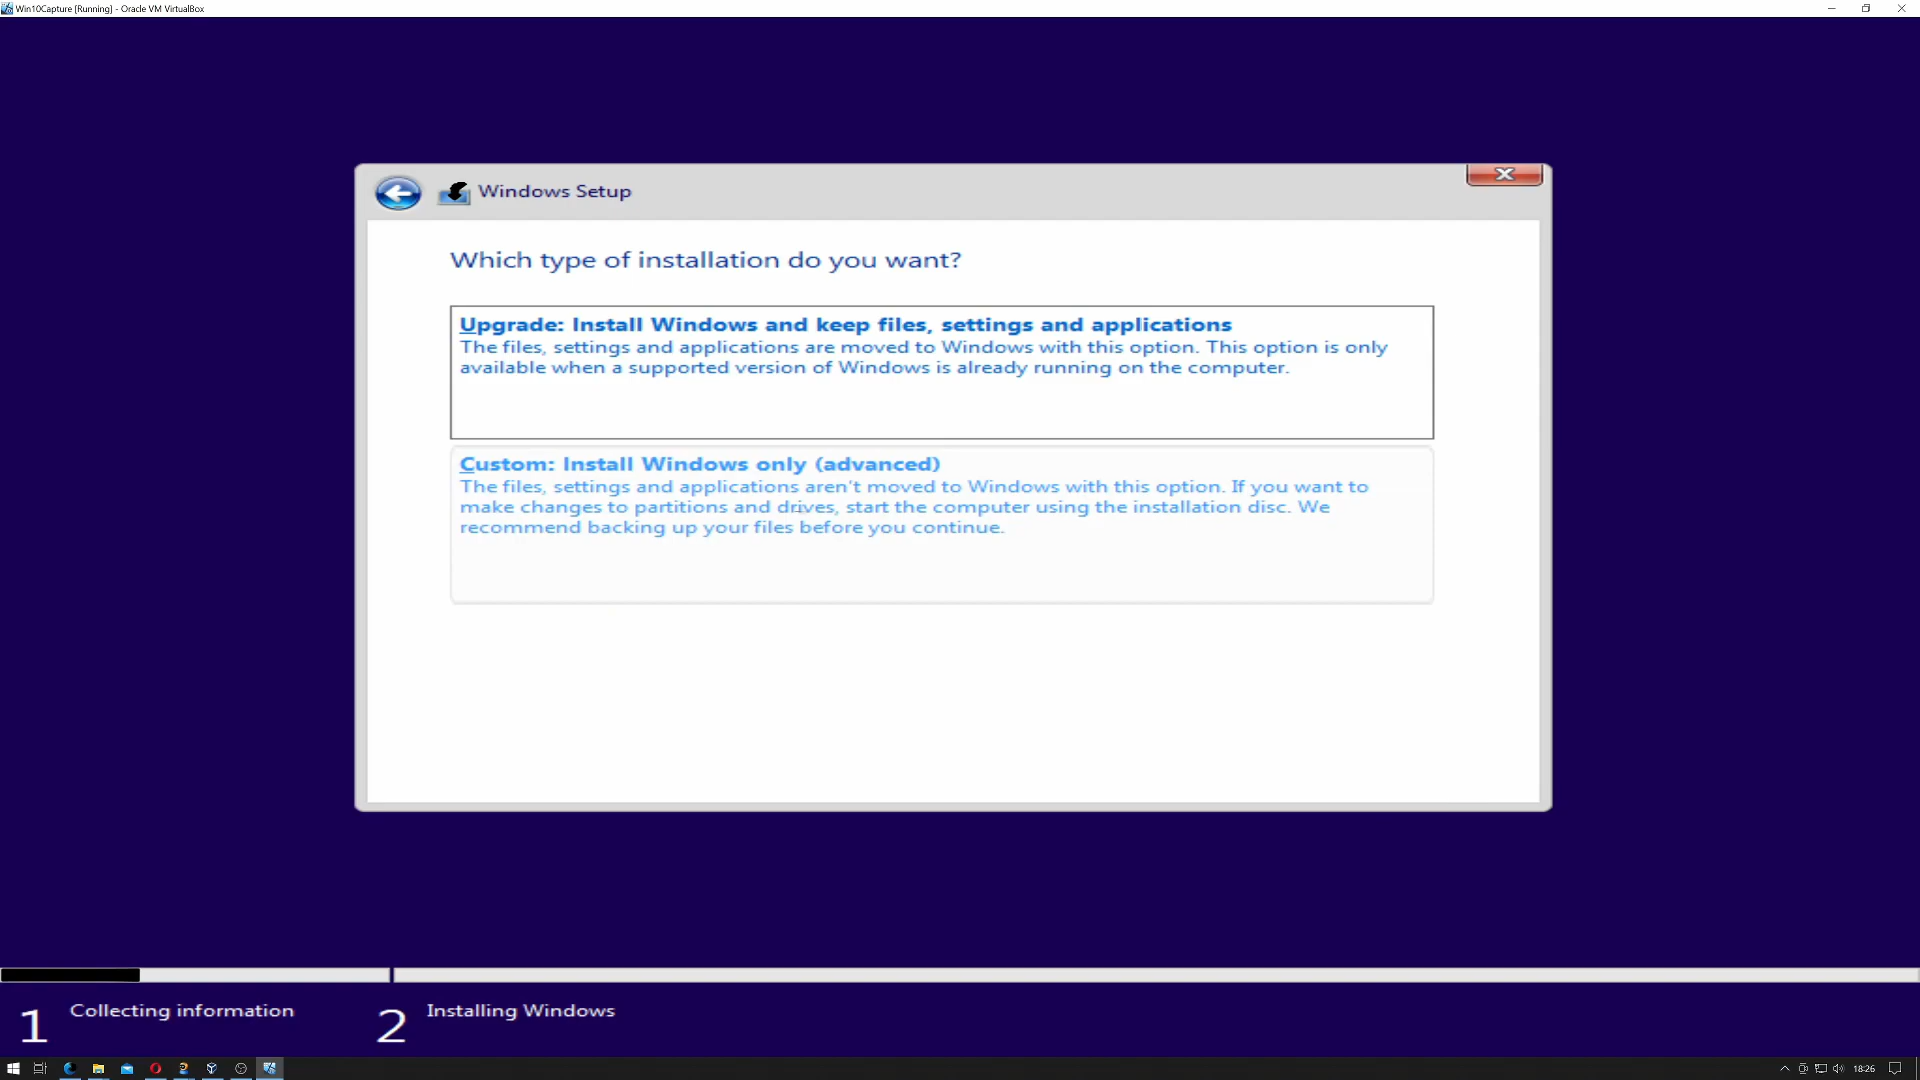 Win10Capture [Running] - Oracle VM VirtualBox
Windows Setup
Which type of installation do you want?
Upgrade: Install Windows and keep files, settings and applications
The files, settings and applications are moved to Windows with this option. This option is only
available when a supported version of Windows is already running on the computer.
Custom: Install Windows only (advanced)
The files, settings and applications aren't moved to Windows with this option. If you want to
make changes to partitions and drives, start the computer using the installation disc. We
recommend backing up your files before you continue.
1 Collecting information
2 Installing Windows
18:26